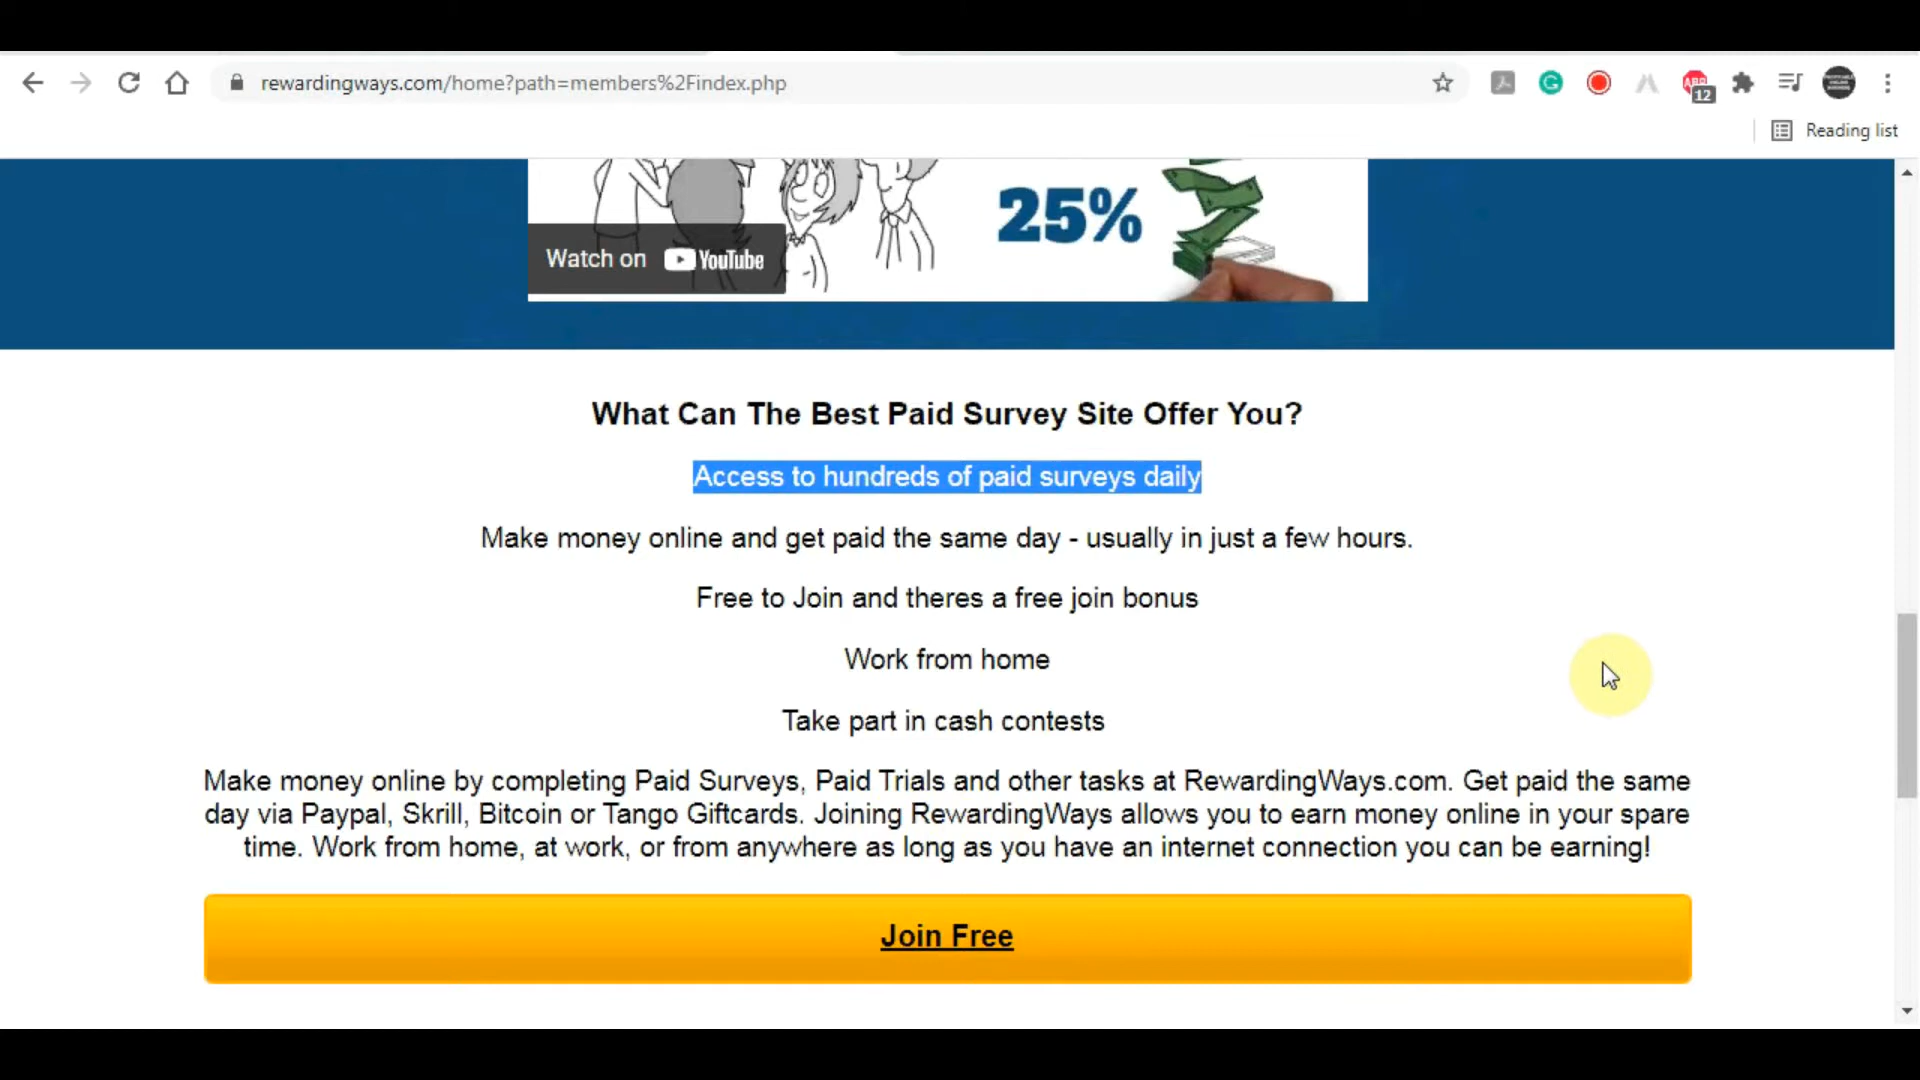 rewardingways.com/home?path=members%2Findex.php
ABP
12
Reading list
25%
Watch on YouTube
What Can The Best Paid Survey Site Offer You?
Access to hundreds of paid surveys daily
Make money online and get paid the same day - usually in just a few hours.
Free to Join and theres a free join bonus
Work from home
Take part in cash contests
Make money online by completing Paid Surveys, Paid Trials and other tasks at RewardingWays.com. Get paid the same
day via Paypal, Skrill, Bitcoin or Tango Giftcards. Joining RewardingWays allows you to earn money online in your spare
time. Work from home, at work, or from anywhere as long as you have an internet connection you can be earning!
Join Free